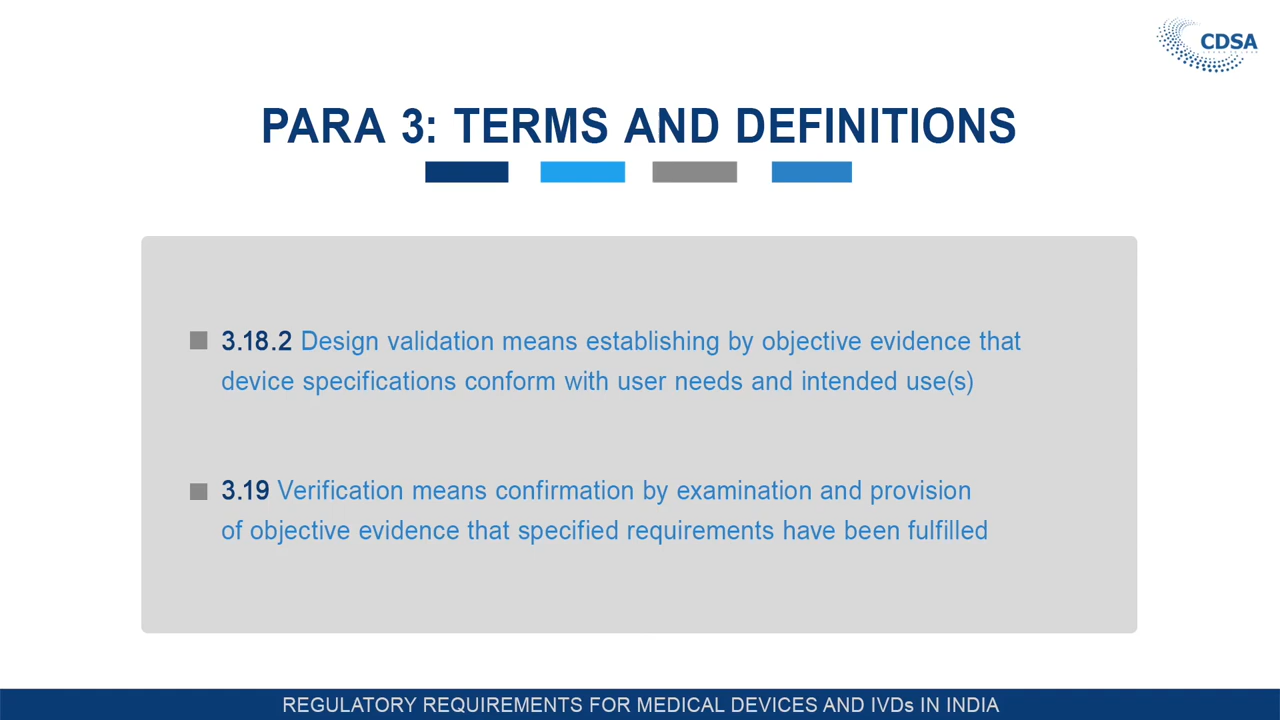 CDSA
PARA 3: TERMS AND DEFINITIONS
3.18.2 Design validation means establishing by objective evidence that
device specifications conform with user needs and intended use(s)
3.19 Verification means confirmation by examination and provision
of objective evidence that specified requirements have been fulfilled
REGULATORY REQUIREMENTS FOR MEDICAL DEVICES AND IVDs IN INDIA